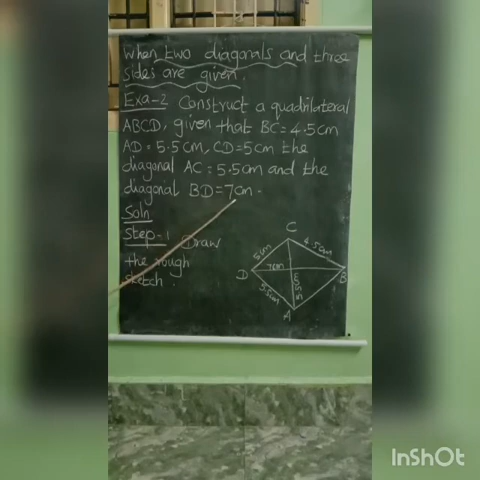 When two diagonals and three
sides are given.
Exa-2 Construct a quadrilateral
ABCD, given that BC = 4.5cm
AD = 5.5cm, CD=5cm the
diagonal AC = 5.5cm and the
diagonal BD=7cm.
Soln
Step-1 Draw
the rough
sketch.
C
5cm
4.5cm
D
7cm
B
5.5cm
5.5cm
A
InShOt